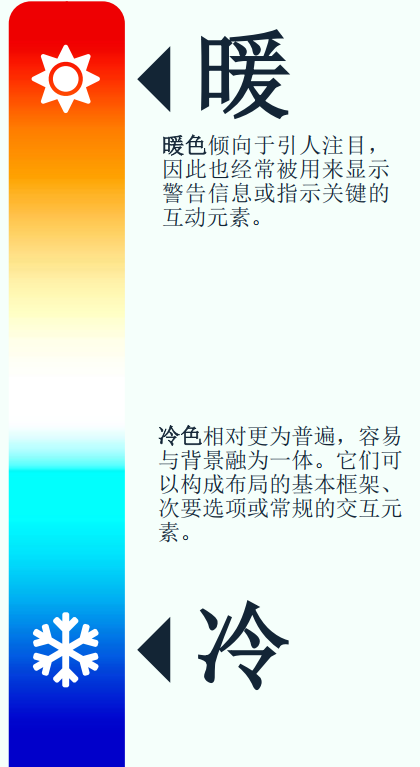 暖
暖色倾向于引人注目，
因此也经常被用来显示
警告信息或指示关键的
互动元素。
冷色相对更为普遍，容易
与背景融为一体。它们可
以构成布局的基本框架、
次要选项或常规的交互元
素。
冷